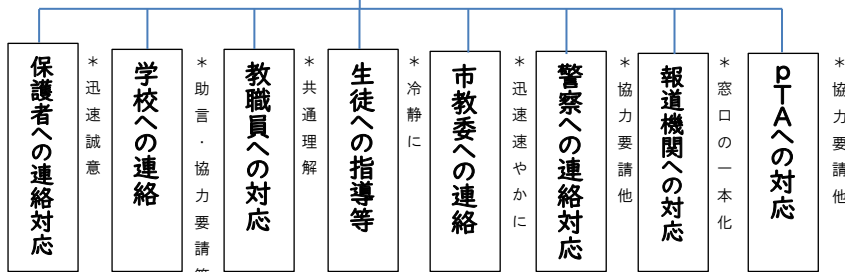 保護者への連絡対応
＊迅速誠意
学校への連絡
＊助言・協力要請等
教職員への対応
＊共通理解
生徒への指導等
＊冷静に
市教委への連絡
＊迅速速やかに
警察への連絡対応
＊協力要請他
報道機関への対応
＊窓口の一本化
ｐＴＡへの対応
＊協力要請他